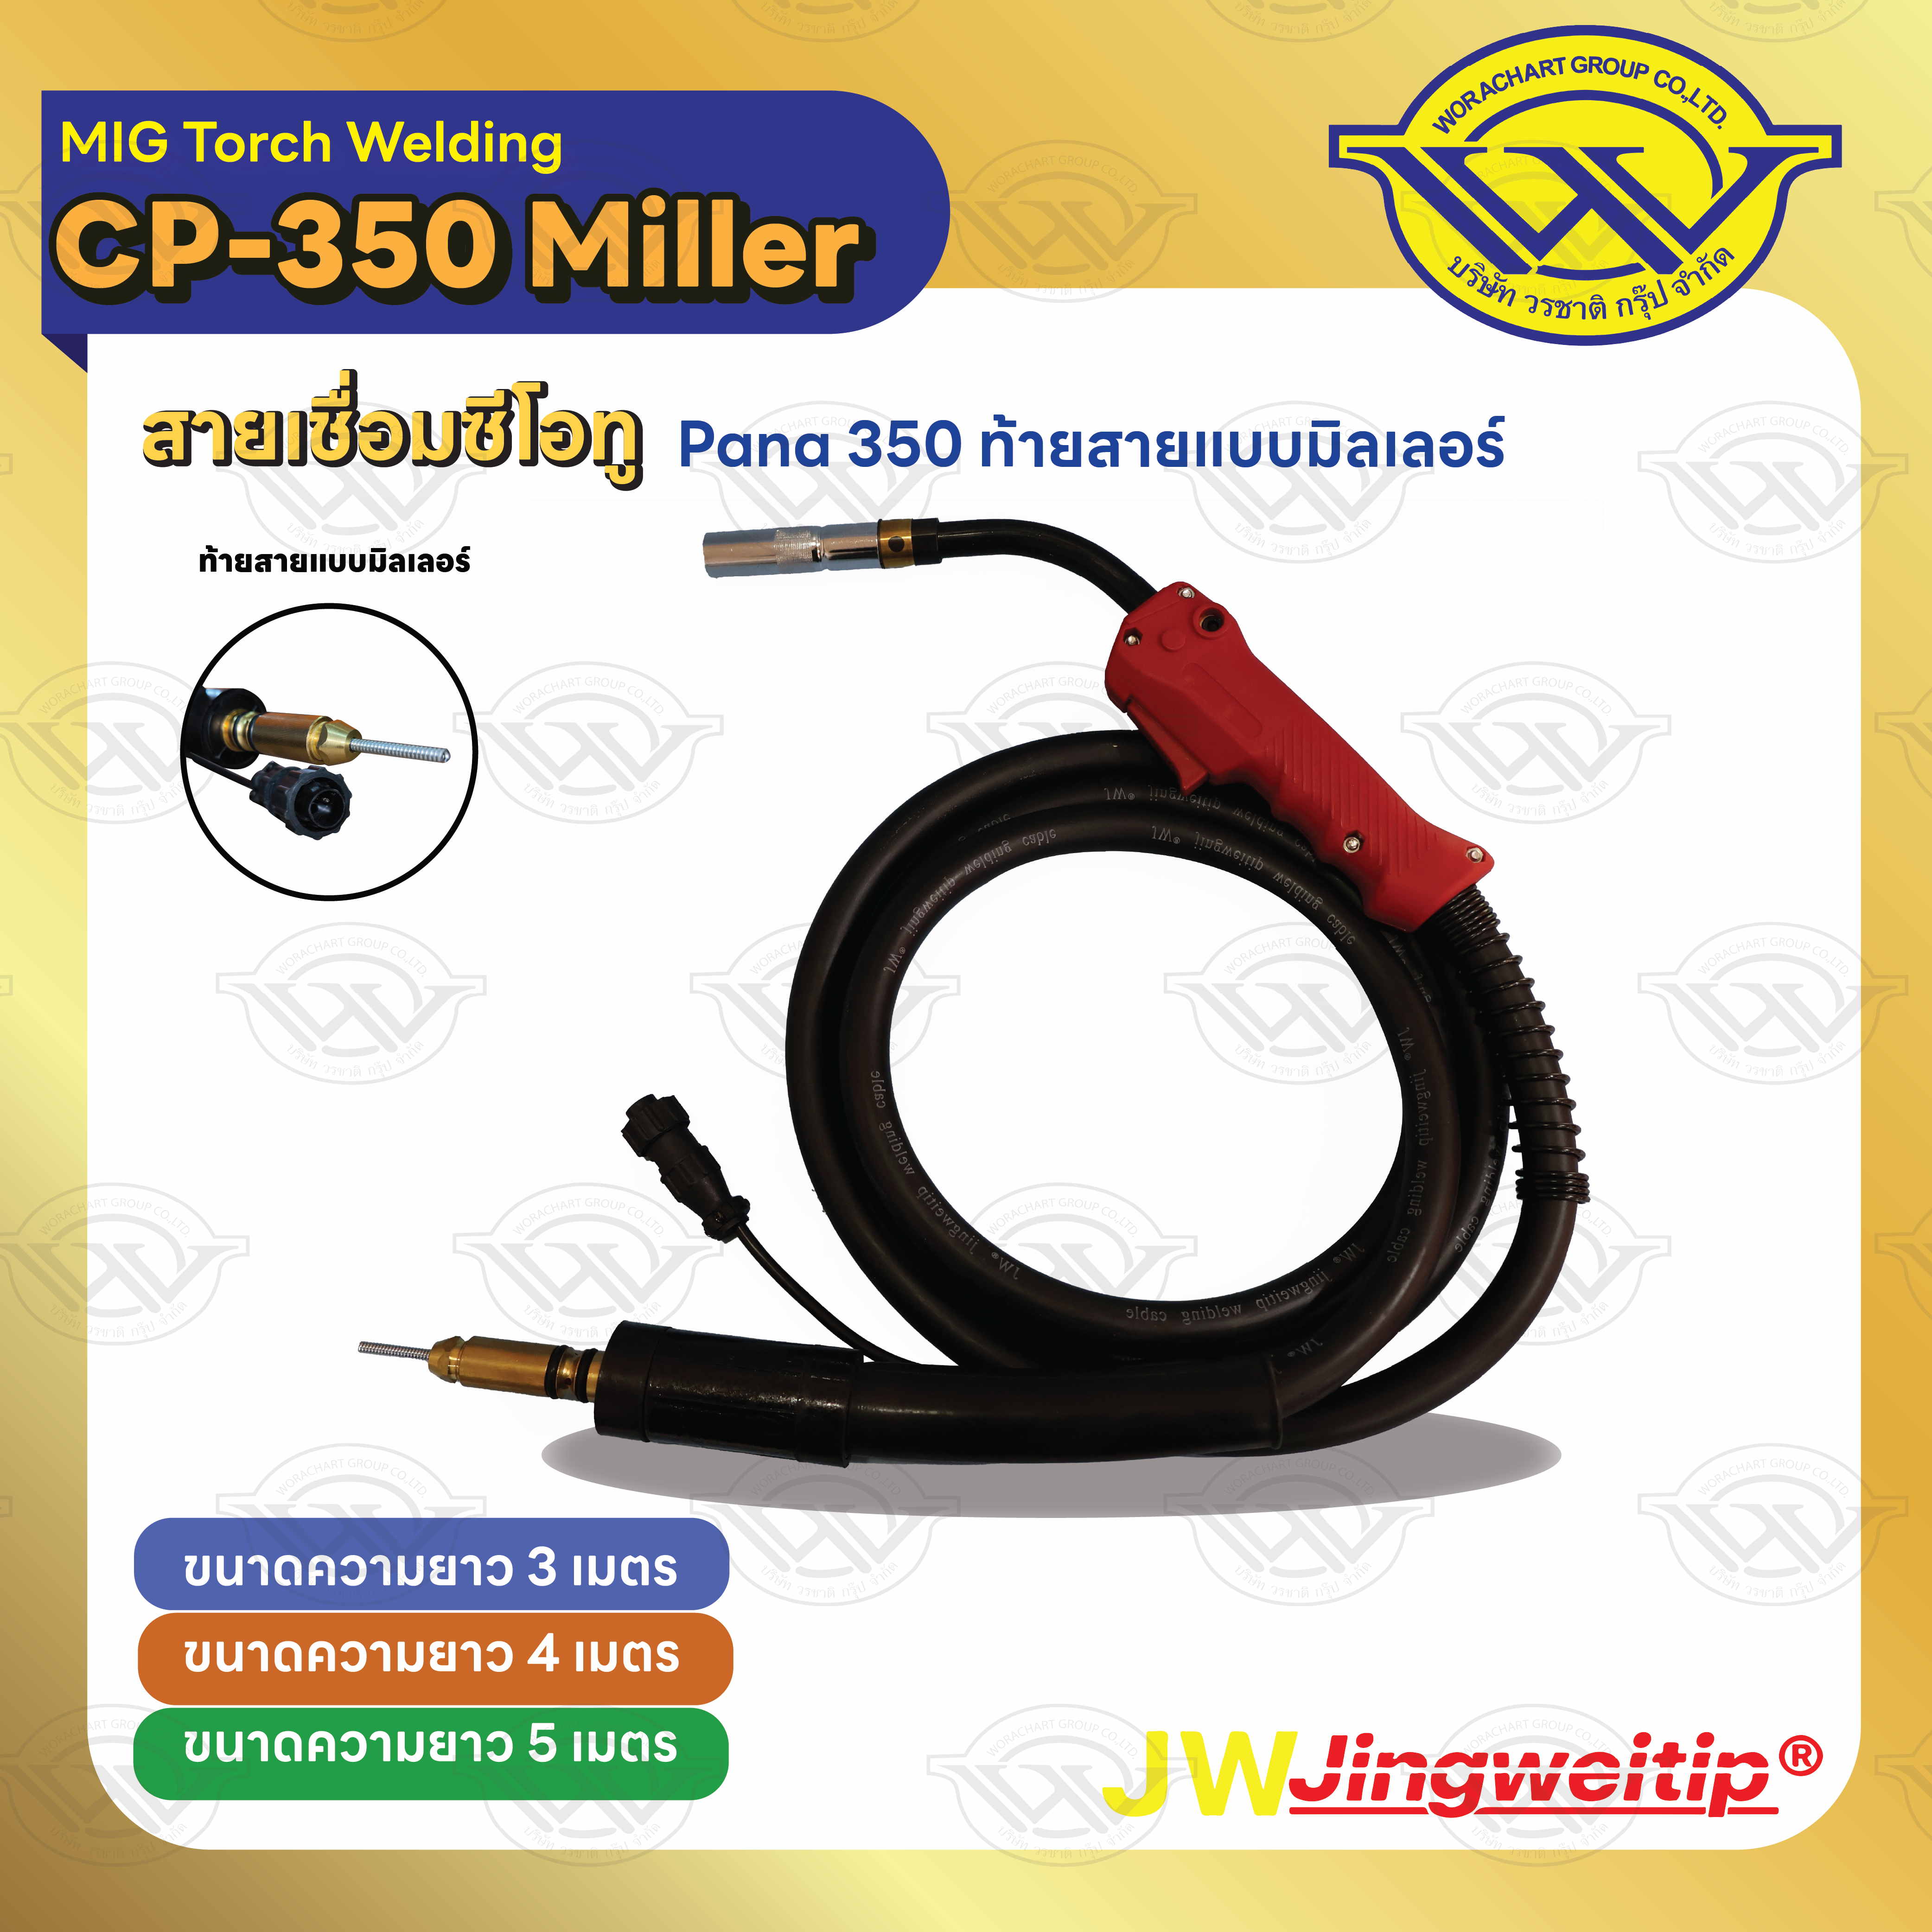 WORACHART GROUP CO.,LTD.
บริษัท วรชาติ กรุ๊ป จำกัด
MIG Torch Welding
CP-350 Miller
สายเชื่อมซีโอทู Pana 350 ท้ายสายแบบมิลเลอร์
ท้ายสายแบบมิลเลอร์
JW® Jingweitip welding cable
ขนาดความยาว 3 เมตร
ขนาดความยาว 4 เมตร
ขนาดความยาว 5 เมตร
JW Jingweitip®